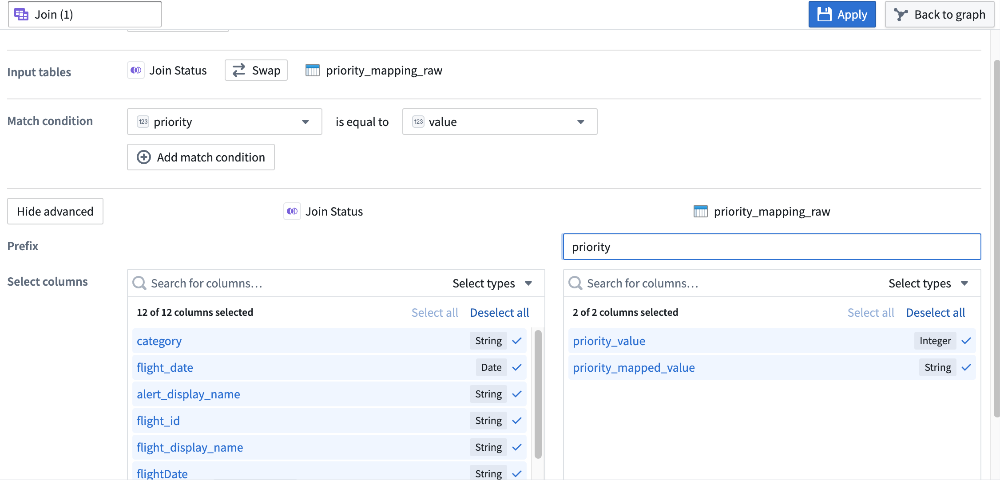 Join (1)
Apply
Back to graph
Input tables
Join Status
Swap
priority_mapping_raw
Match condition
123 priority
is equal to
123 value
Add match condition
Hide advanced
Join Status
priority_mapping_raw
Prefix
priority
Select columns
Search for columns…
Select types
Search for columns…
Select types
12 of 12 columns selected
Select all
Deselect all
2 of 2 columns selected
Select all
Deselect all
category String
flight_date Date
alert_display_name String
flight_id String
flight_display_name String
flightDate String
priority_value Integer
priority_mapped_value String